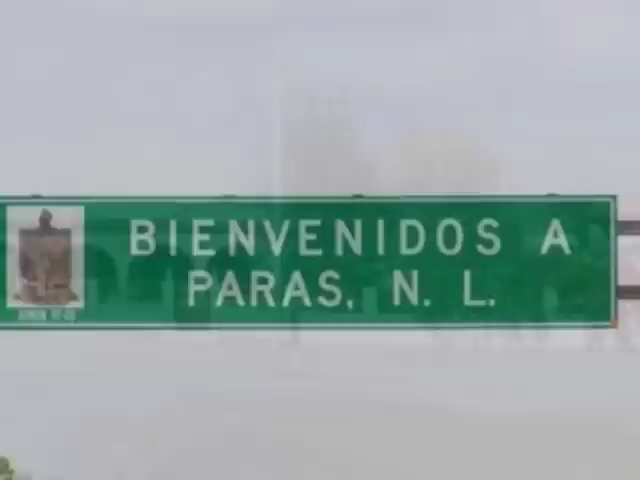 BIENVENIDOS A
PARAS, N. L.